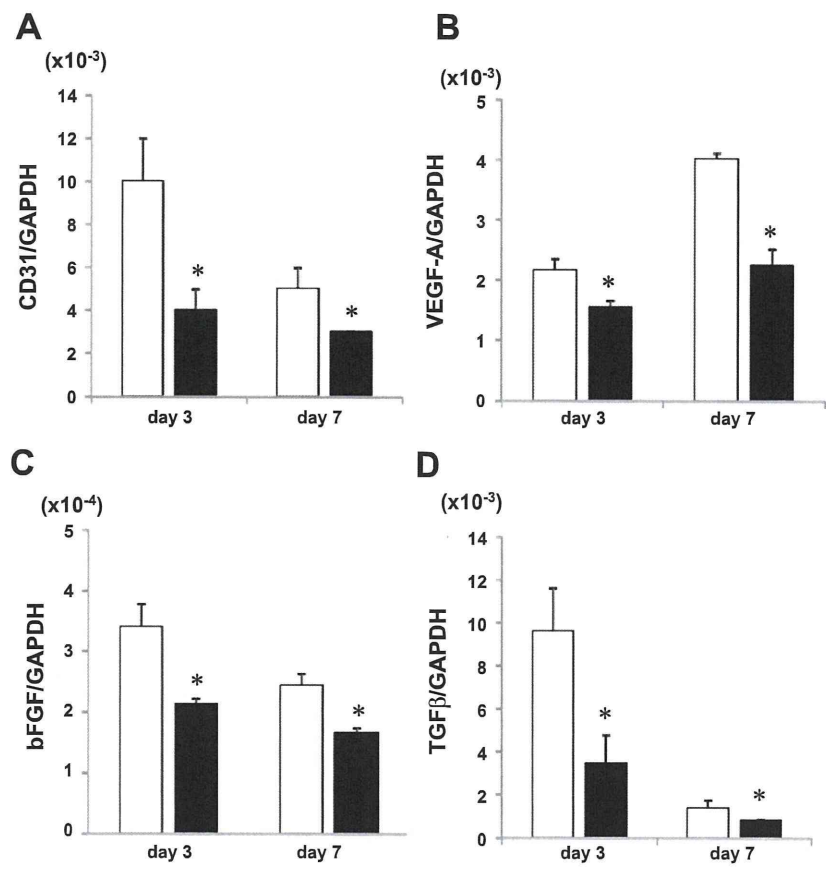 A
(x10-3)
14
12
10
8
6
4
2
0
CD31/GAPDH
*
*
day 3
day 7
B
(x10-3)
5
4
3
2
1
0
VEGF-A/GAPDH
*
*
day 3
day 7
C
(x10-4)
5
4
3
2
1
0
bFGF/GAPDH
*
*
day 3
day 7
D
(x10-3)
14
12
10
8
6
4
2
0
TGFβ/GAPDH
*
*
day 3
day 7